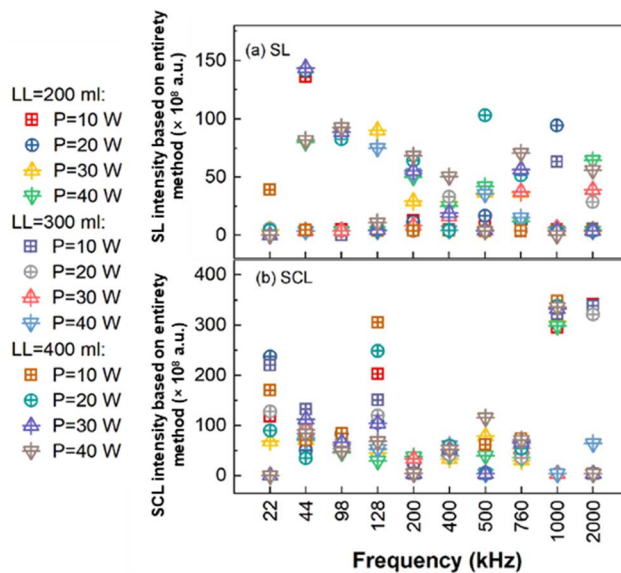 LL=200 ml:
P=10 W
P=20 W
P=30 W
P=40 W
LL=300 ml:
P=10 W
P=20 W
P=30 W
P=40 W
LL=400 ml:
P=10 W
P=20 W
P=30 W
P=40 W
SL intensity based on entirety
method (× 10⁸ a.u.)
150
100
50
0
(a) SL
SCL intensity based on entirety
method (× 10⁸ a.u.)
400
300
200
100
0
(b) SCL
22
44
98
128
200
400
500
760
1000
2000
Frequency (kHz)